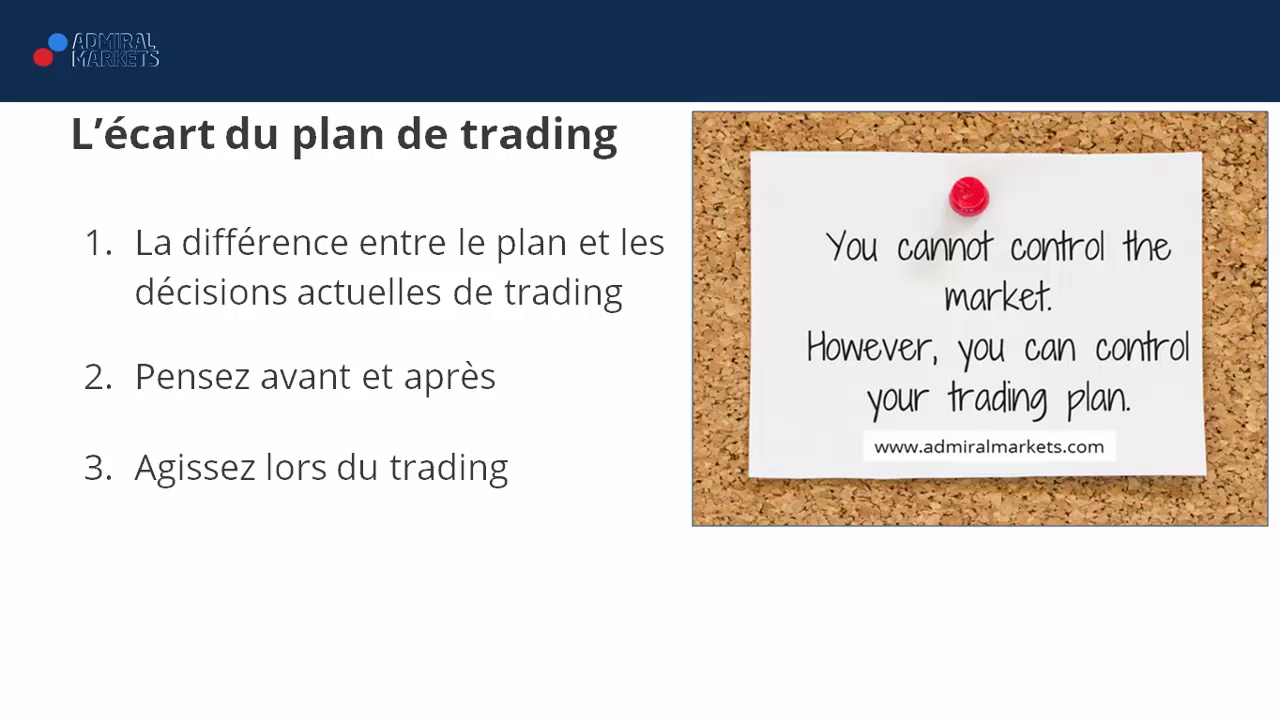 ADMIRAL
MARKETS
L’écart du plan de trading
1. La différence entre le plan et les
décisions actuelles de trading
2. Pensez avant et après
3. Agissez lors du trading
You cannot control the
market.
However, you can control
your trading plan.
www.admiralmarkets.com